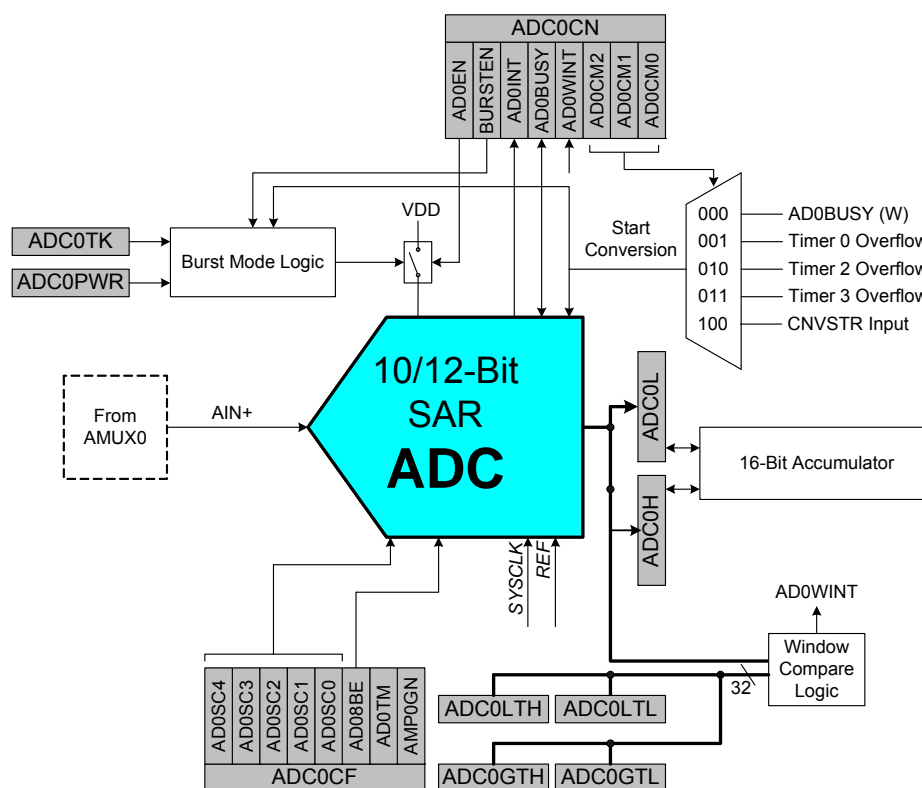 ADC0CN
AD0EN
BURSTEN
AD0INT
AD0BUSY
AD0WINT
AD0CM2
AD0CM1
AD0CM0
VDD
Start
Conversion
000
001
010
011
100
AD0BUSY (W)
Timer 0 Overflow
Timer 2 Overflow
Timer 3 Overflow
CNVSTR Input
ADC0TK
ADC0PWR
Burst Mode Logic
10/12-Bit
SAR
ADC
From
AMUX0
AIN+
ADC0L
ADC0H
16-Bit Accumulator
SYSCLK
REF
AD0WINT
Window
Compare
Logic
32
AD0SC4
AD0SC3
AD0SC2
AD0SC1
AD0SC0
AD08BE
AD0TM
AMP0GN
ADC0CF
ADC0LTH
ADC0LTL
ADC0GTH
ADC0GTL